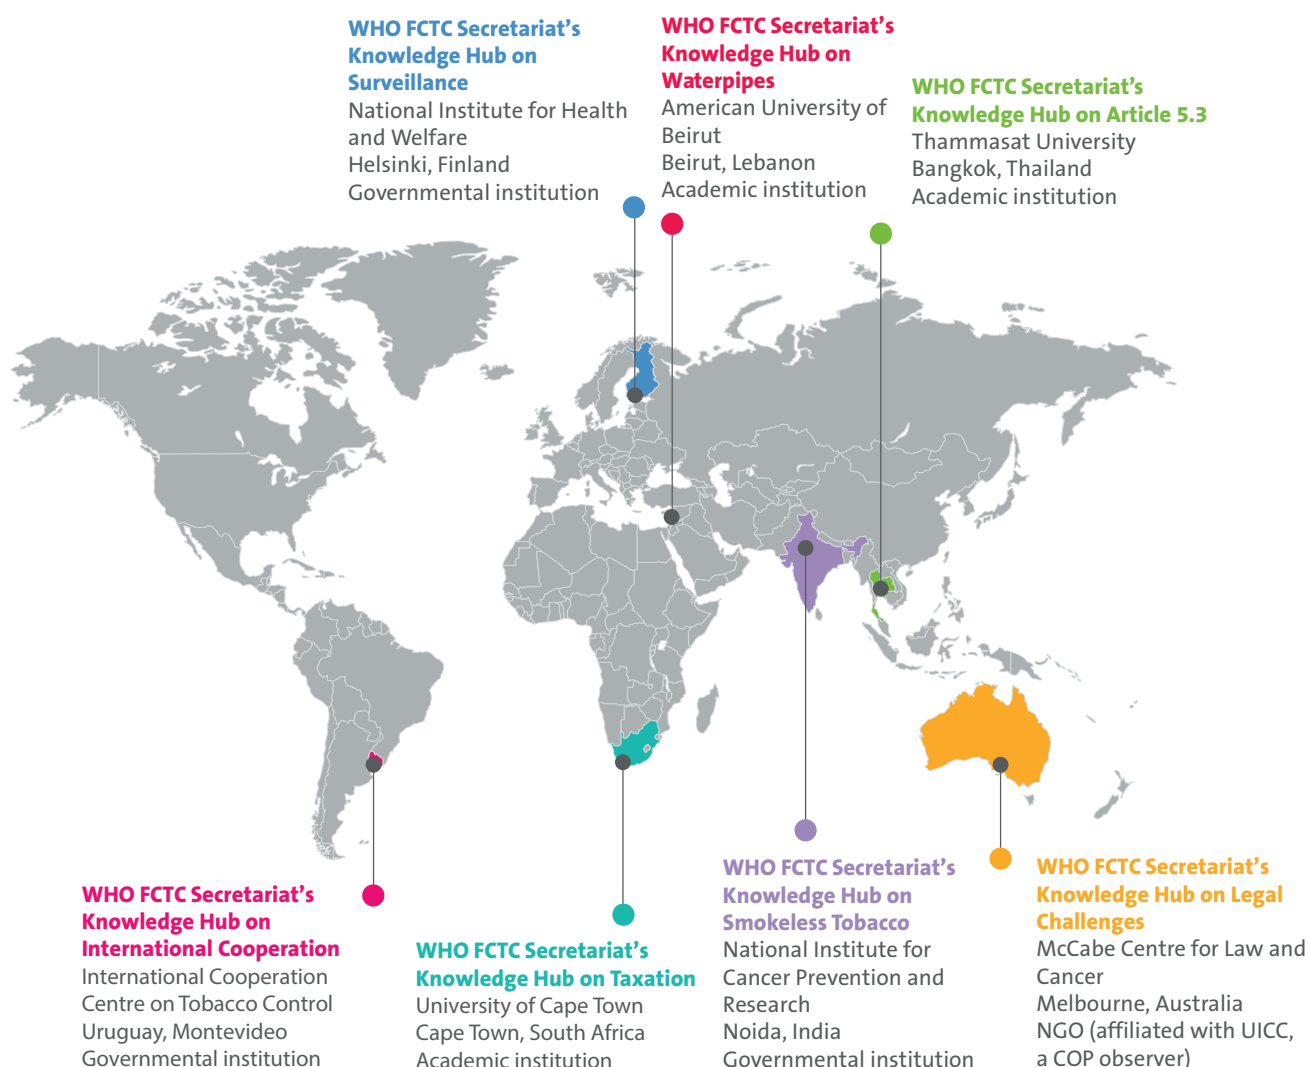 WHO FCTC Secretariat's
Knowledge Hub on
Surveillance
National Institute for Health
and Welfare
Helsinki, Finland
Governmental institution
WHO FCTC Secretariat's
Knowledge Hub on
Waterpipes
American University of
Beirut
Beirut, Lebanon
Academic institution
WHO FCTC Secretariat's
Knowledge Hub on Article 5.3
Thammasat University
Bangkok, Thailand
Academic institution
WHO FCTC Secretariat's
Knowledge Hub on
International Cooperation
International Cooperation
Centre on Tobacco Control
Uruguay, Montevideo
Governmental institution
WHO FCTC Secretariat's
Knowledge Hub on Taxation
University of Cape Town
Cape Town, South Africa
Academic institution
WHO FCTC Secretariat's
Knowledge Hub on
Smokeless Tobacco
National Institute for
Cancer Prevention and
Research
Noida, India
Governmental institution
WHO FCTC Secretariat's
Knowledge Hub on Legal
Challenges
McCabe Centre for Law and
Cancer
Melbourne, Australia
NGO (affiliated with UICC,
a COP observer)